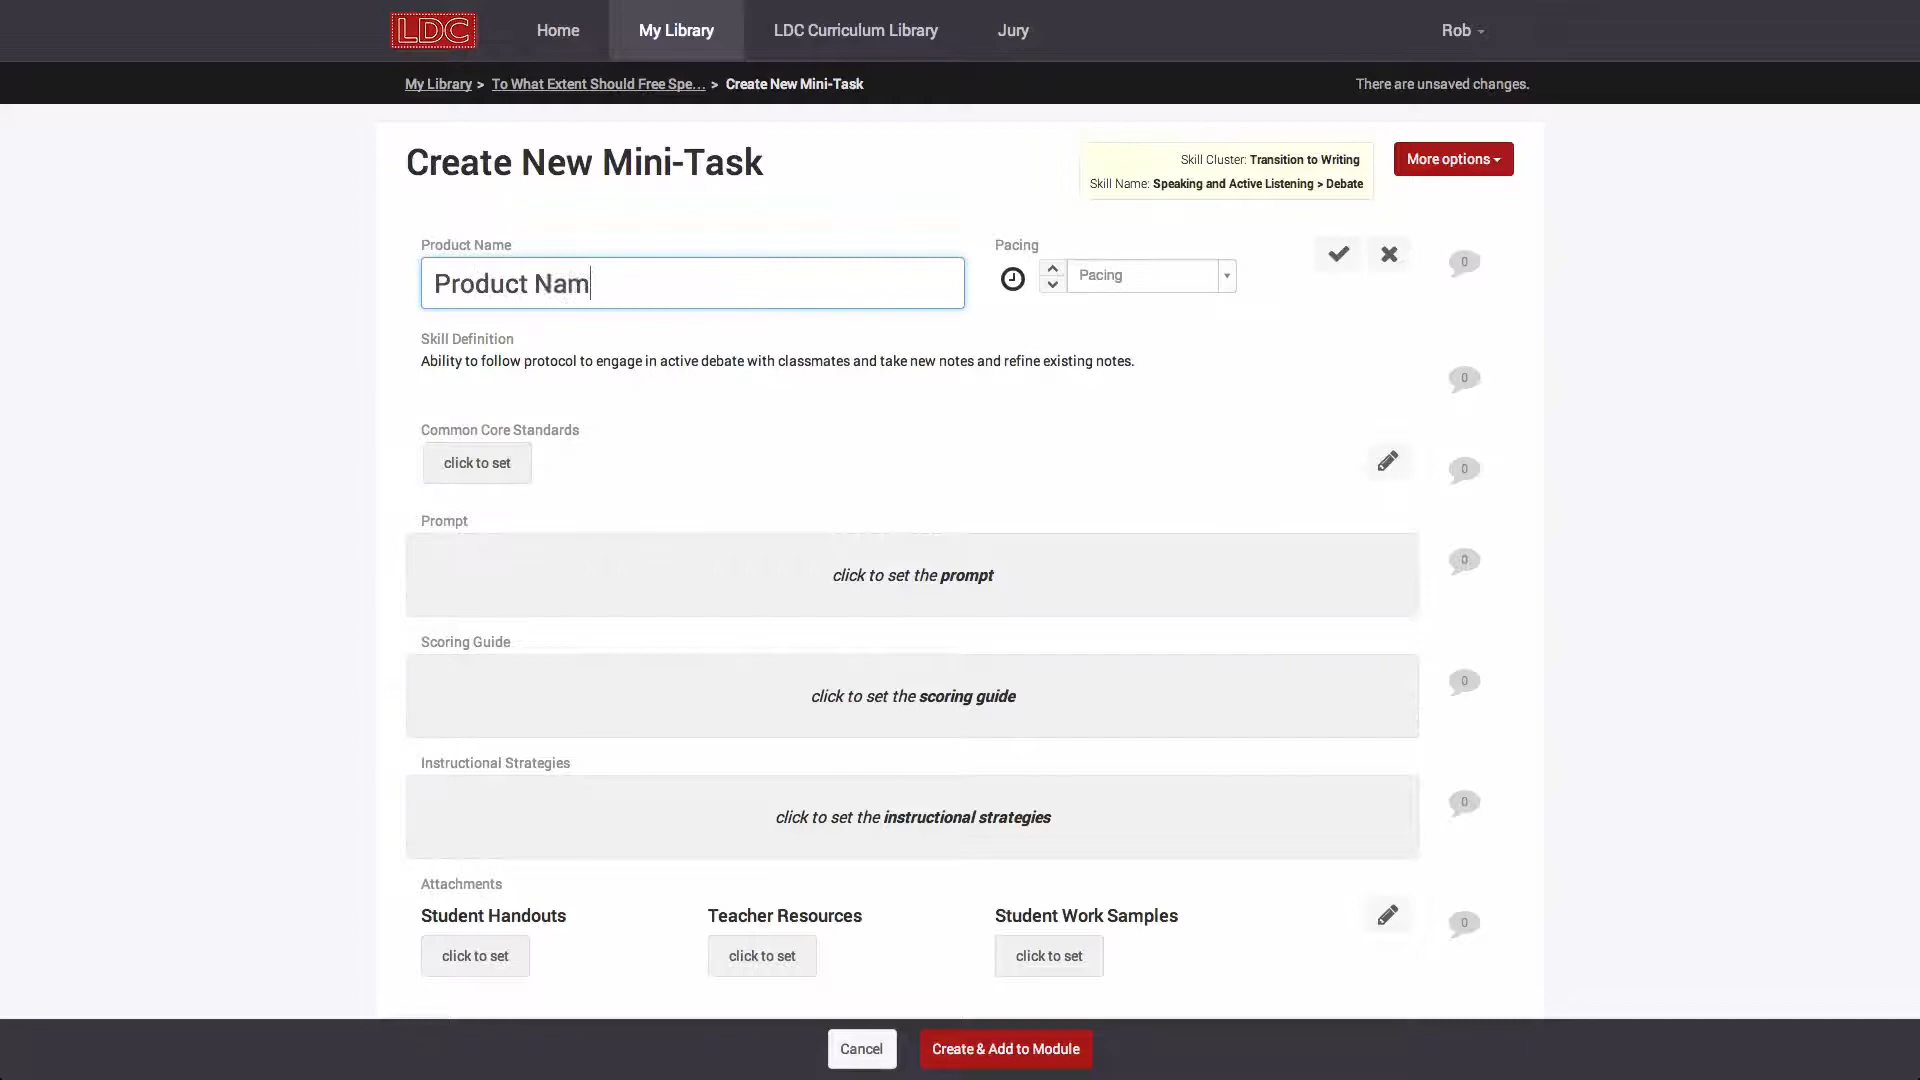 LDC Home My Library LDC Curriculum Library Jury Rob
My Library > To What Extent Should Free Spe... > Create New Mini-Task There are unsaved changes.
Create New Mini-Task
Skill Cluster: Transition to Writing
Skill Name: Speaking and Active Listening > Debate
More options
Product Name
Product Nam
Pacing
Pacing
0
Skill Definition
Ability to follow protocol to engage in active debate with classmates and take new notes and refine existing notes.
0
Common Core Standards
click to set
0
Prompt
click to set the prompt
0
Scoring Guide
click to set the scoring guide
0
Instructional Strategies
click to set the instructional strategies
0
Attachments
Student Handouts Teacher Resources Student Work Samples
0
click to set click to set click to set
Cancel Create & Add to Module